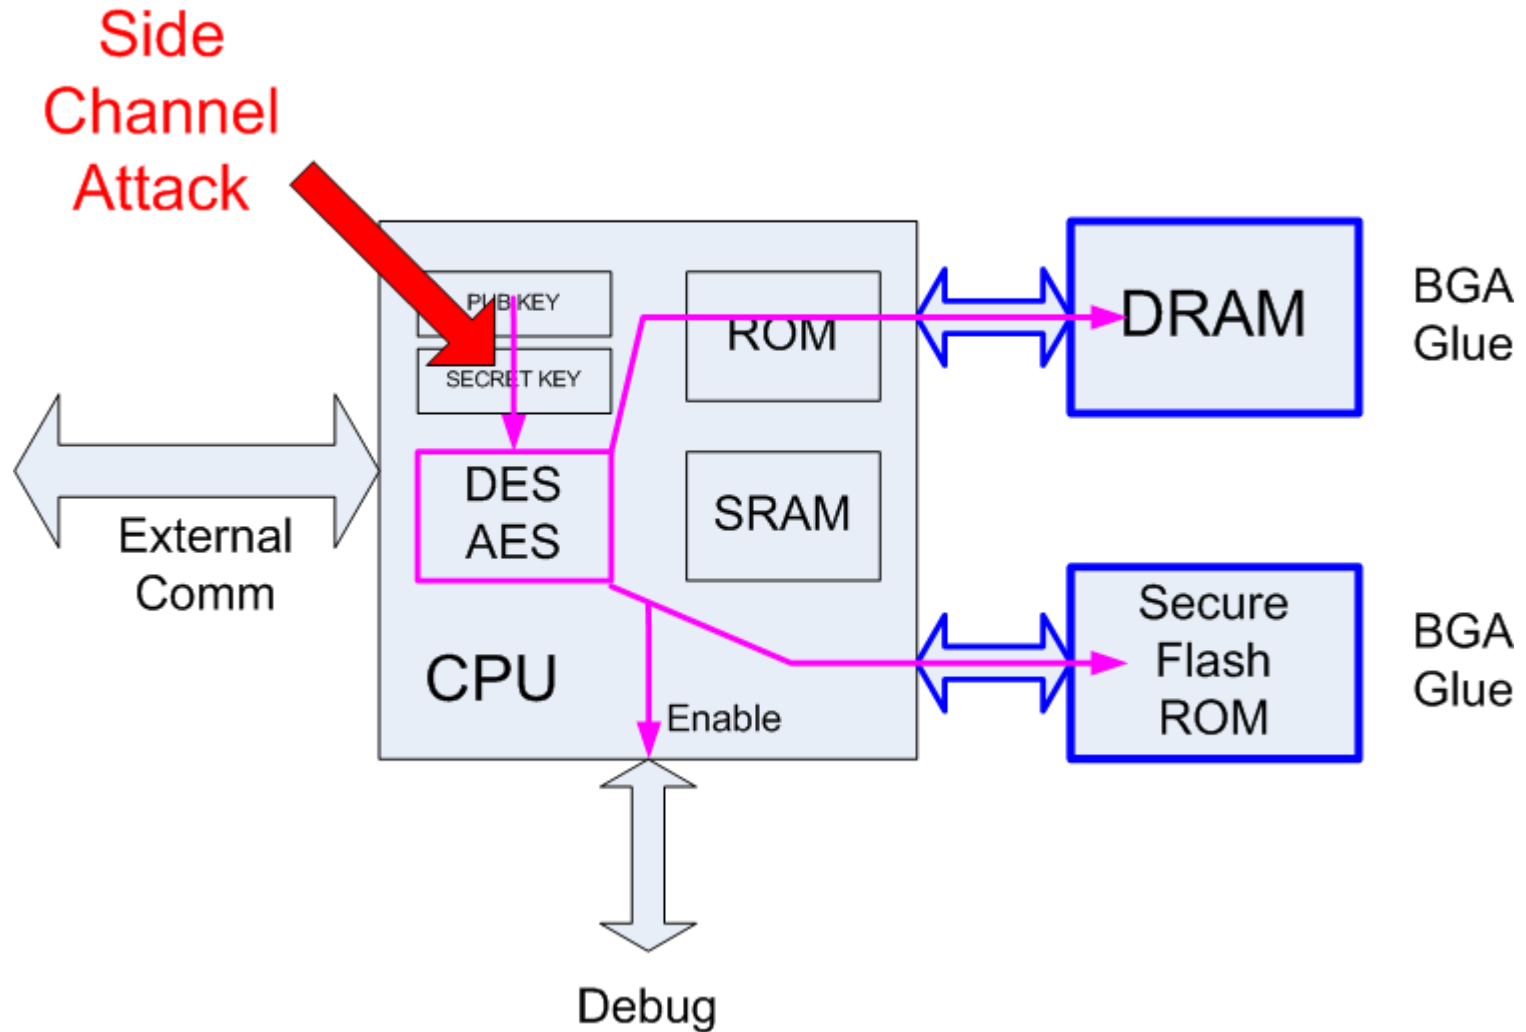 Side
Channel
Attack
PUB KEY
SECRET KEY
DES
AES
ROM
SRAM
CPU
Enable
External
Comm
DRAM
BGA
Glue
Secure
Flash
ROM
BGA
Glue
Debug